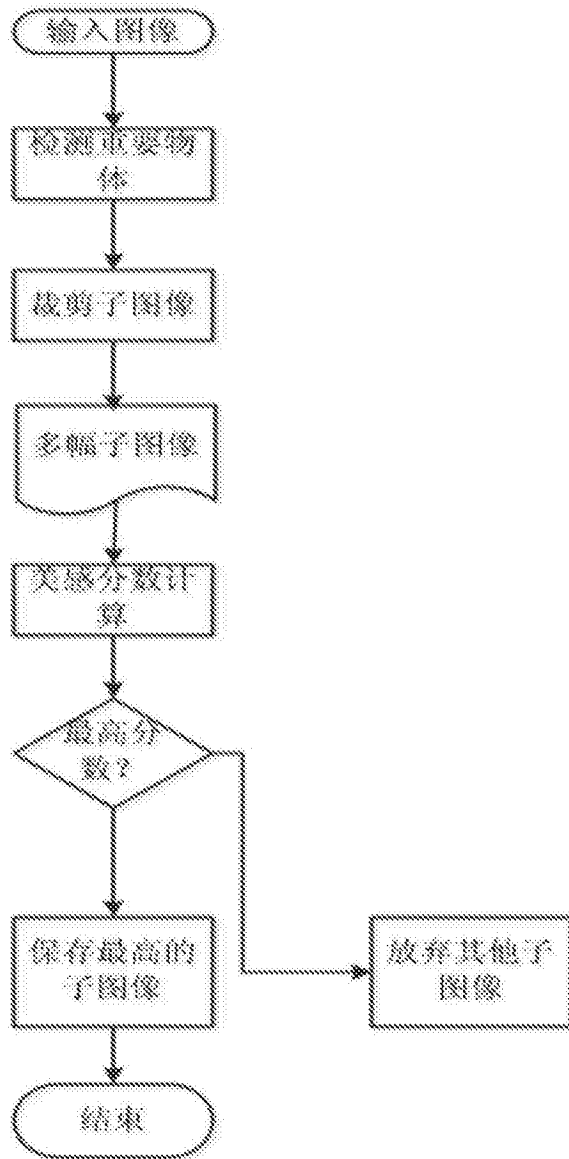 输入图像
检测重要物
体
裁剪子图像
多幅子图像
美感分数计
算
最高分
数?
保存最高的
子图像
放弃其他子
图像
结束